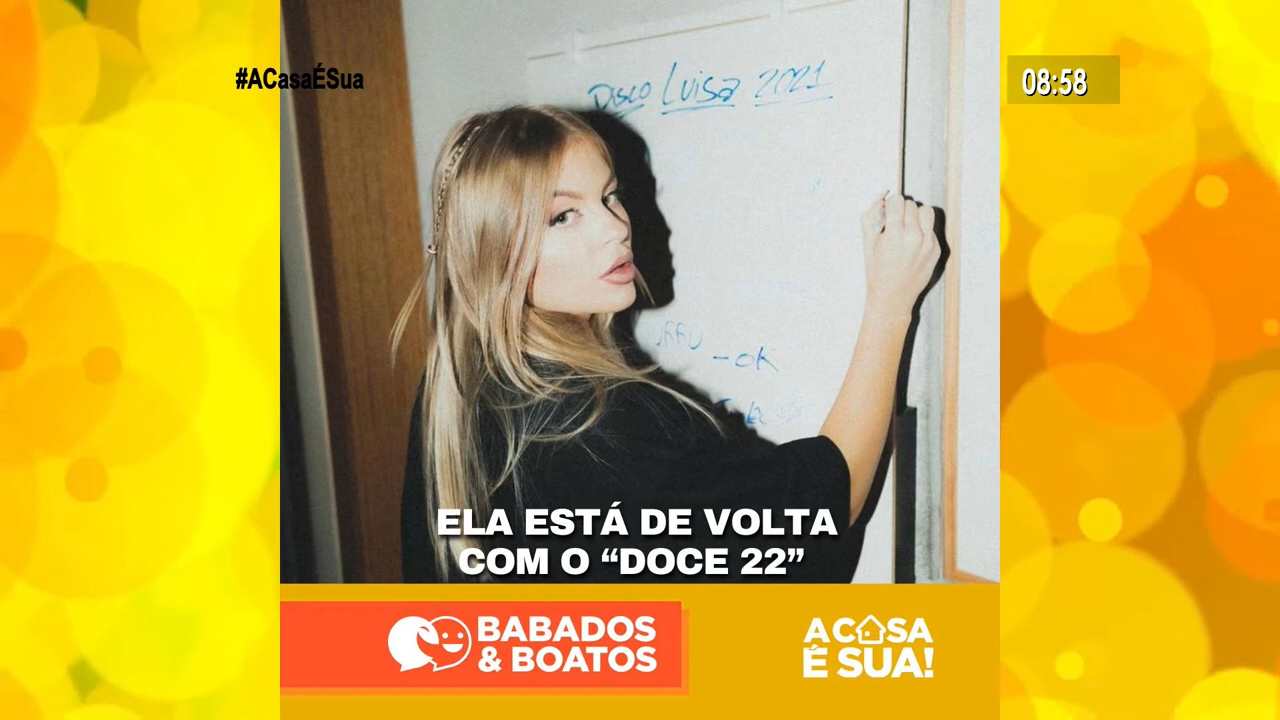 #ACasaÉSua
08:58
Disco Luisa 2021
- OK
ELA ESTÁ DE VOLTA
COM O “DOCE 22”
BABADOS
& BOATOS
A CASA
É SUA!